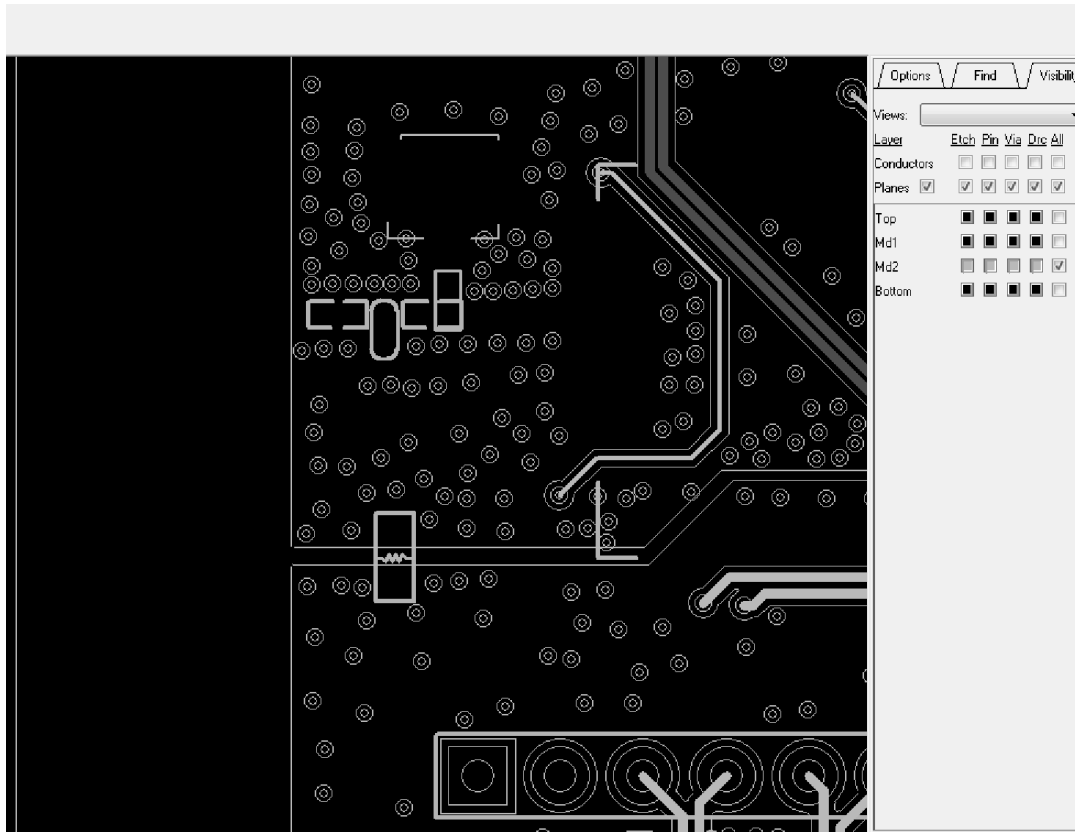 Options Find Visibilit
Views:
Layer Etch Pin Via Drc All
Conductors
Planes
Top
Md1
Md2
Bottom